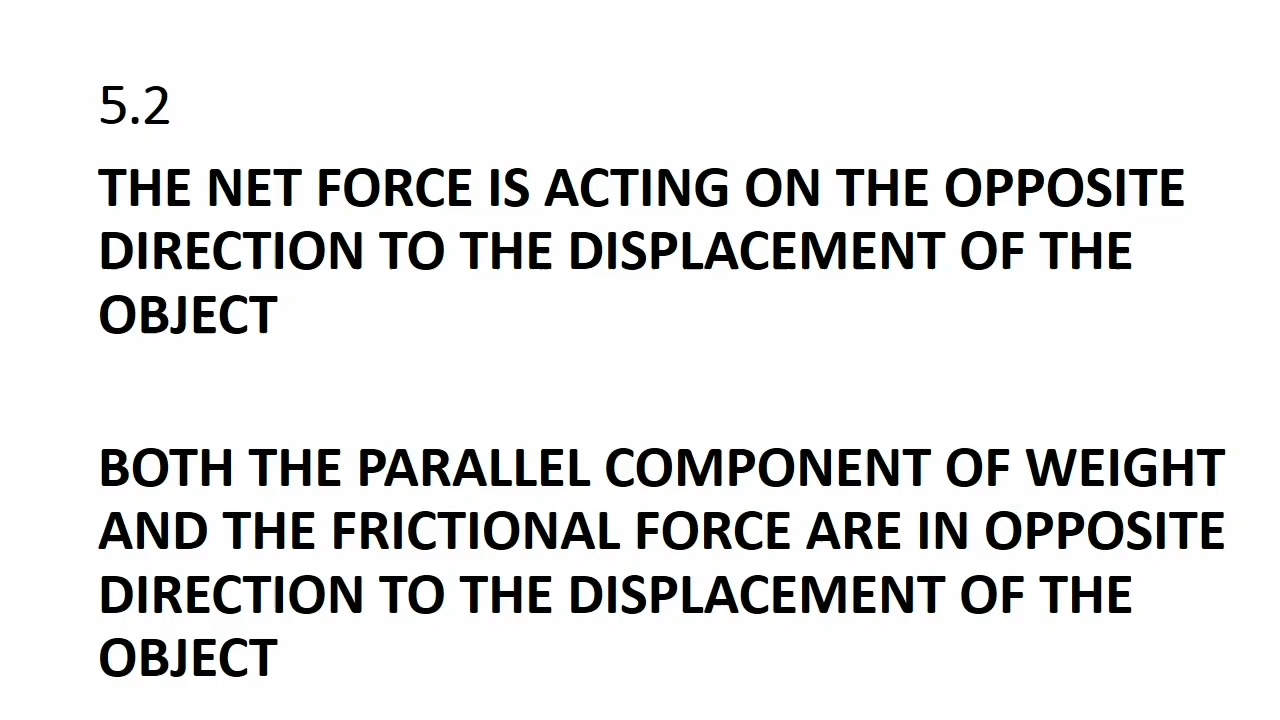 5.2
THE NET FORCE IS ACTING ON THE OPPOSITE
DIRECTION TO THE DISPLACEMENT OF THE
OBJECT
BOTH THE PARALLEL COMPONENT OF WEIGHT
AND THE FRICTIONAL FORCE ARE IN OPPOSITE
DIRECTION TO THE DISPLACEMENT OF THE
OBJECT